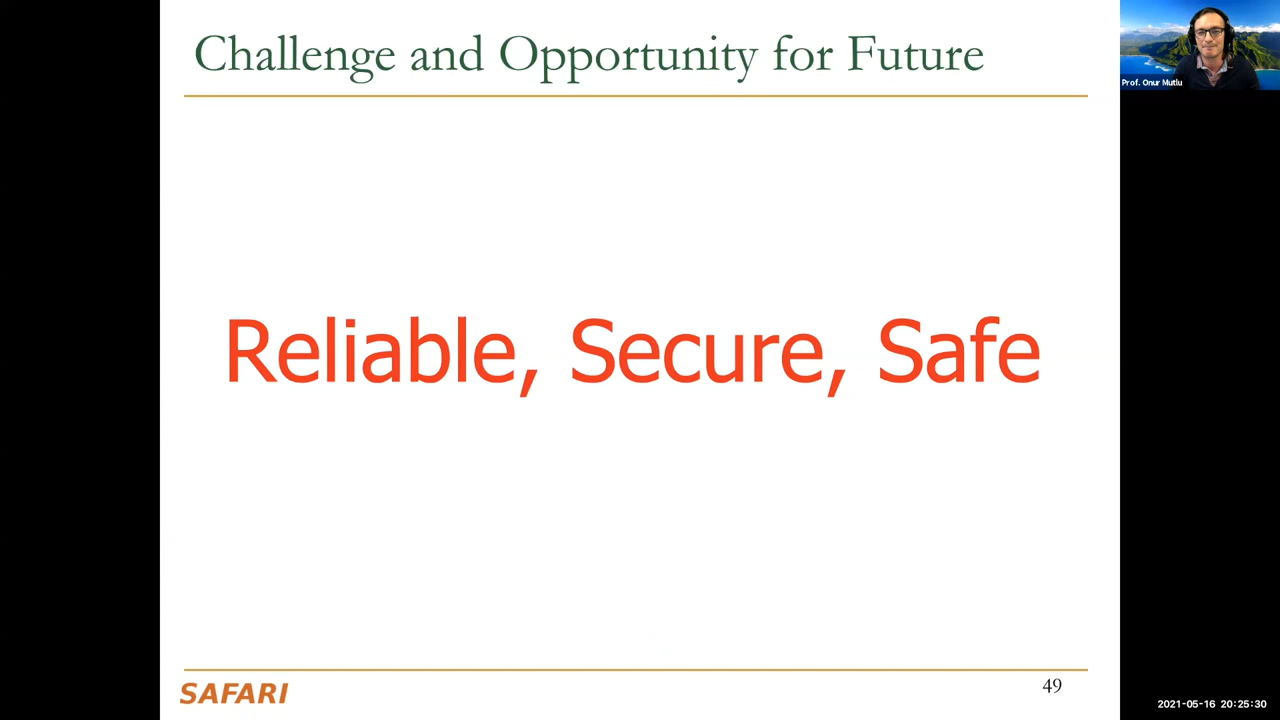 Challenge and Opportunity for Future
Prof. Onur Mutlu
Reliable, Secure, Safe
SAFARI
49
2021-05-16 20:25:30